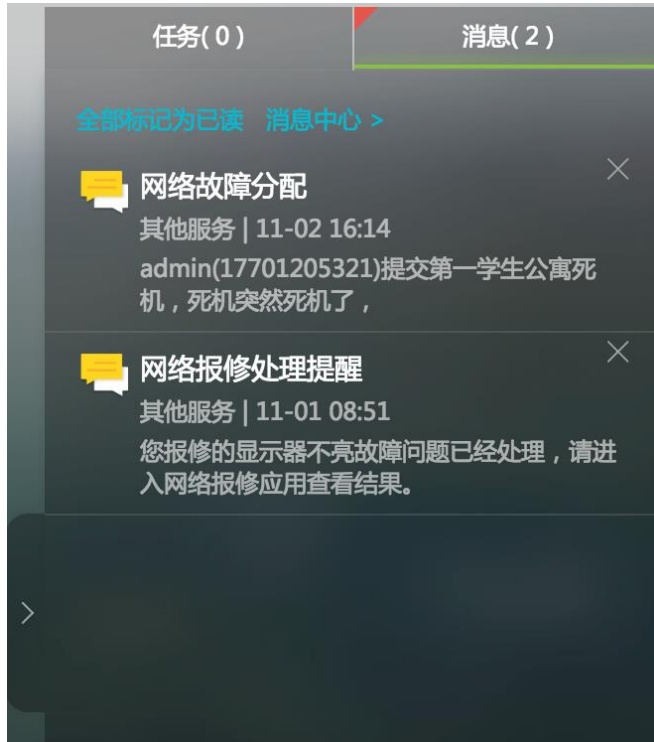 任务( 0 )
消息( 2 )
全部标记为已读 消息中心 >
网络故障分配
其他服务 | 11-02 16:14
admin(17701205321)提交第一学生公寓死
机，死机突然死机了，
网络报修处理提醒
其他服务 | 11-01 08:51
您报修的显示器不亮故障问题已经处理，请进
入网络报修应用查看结果。